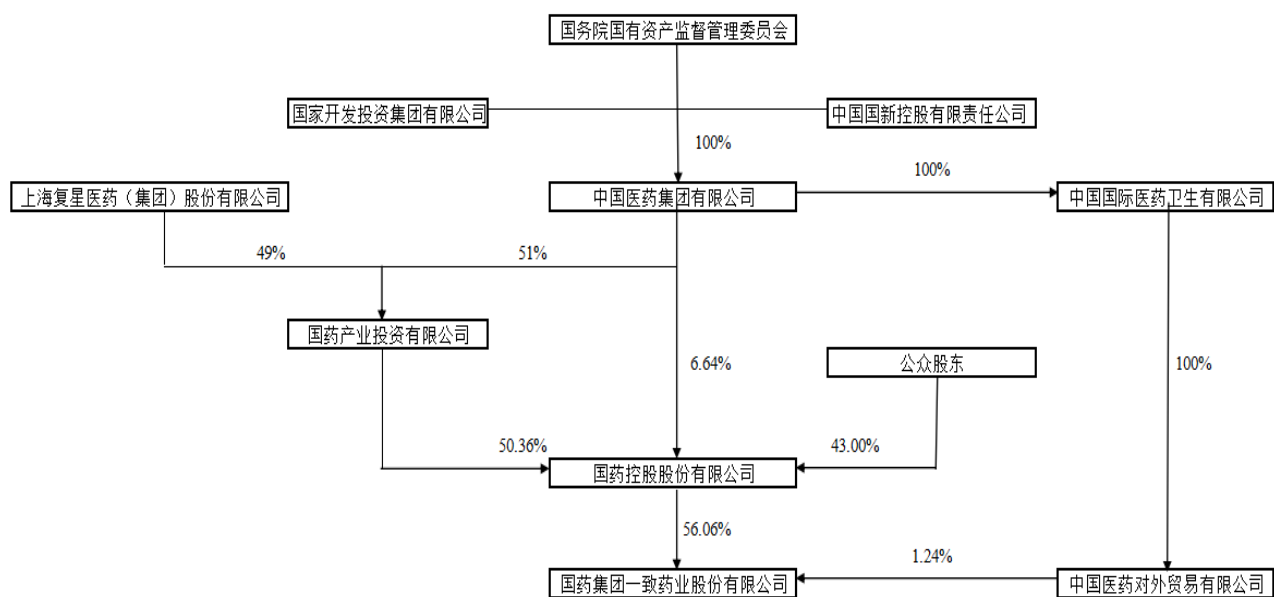 国务院国有资产监督管理委员会
国家开发投资集团有限公司
中国国新控股有限责任公司
100%
100%
上海复星医药（集团）股份有限公司
中国医药集团有限公司
中国国际医药卫生有限公司
49%
51%
国药产业投资有限公司
6.64%
公众股东
100%
50.36%
43.00%
国药控股股份有限公司
56.06%
1.24%
国药集团一致药业股份有限公司
中国医药对外贸易有限公司